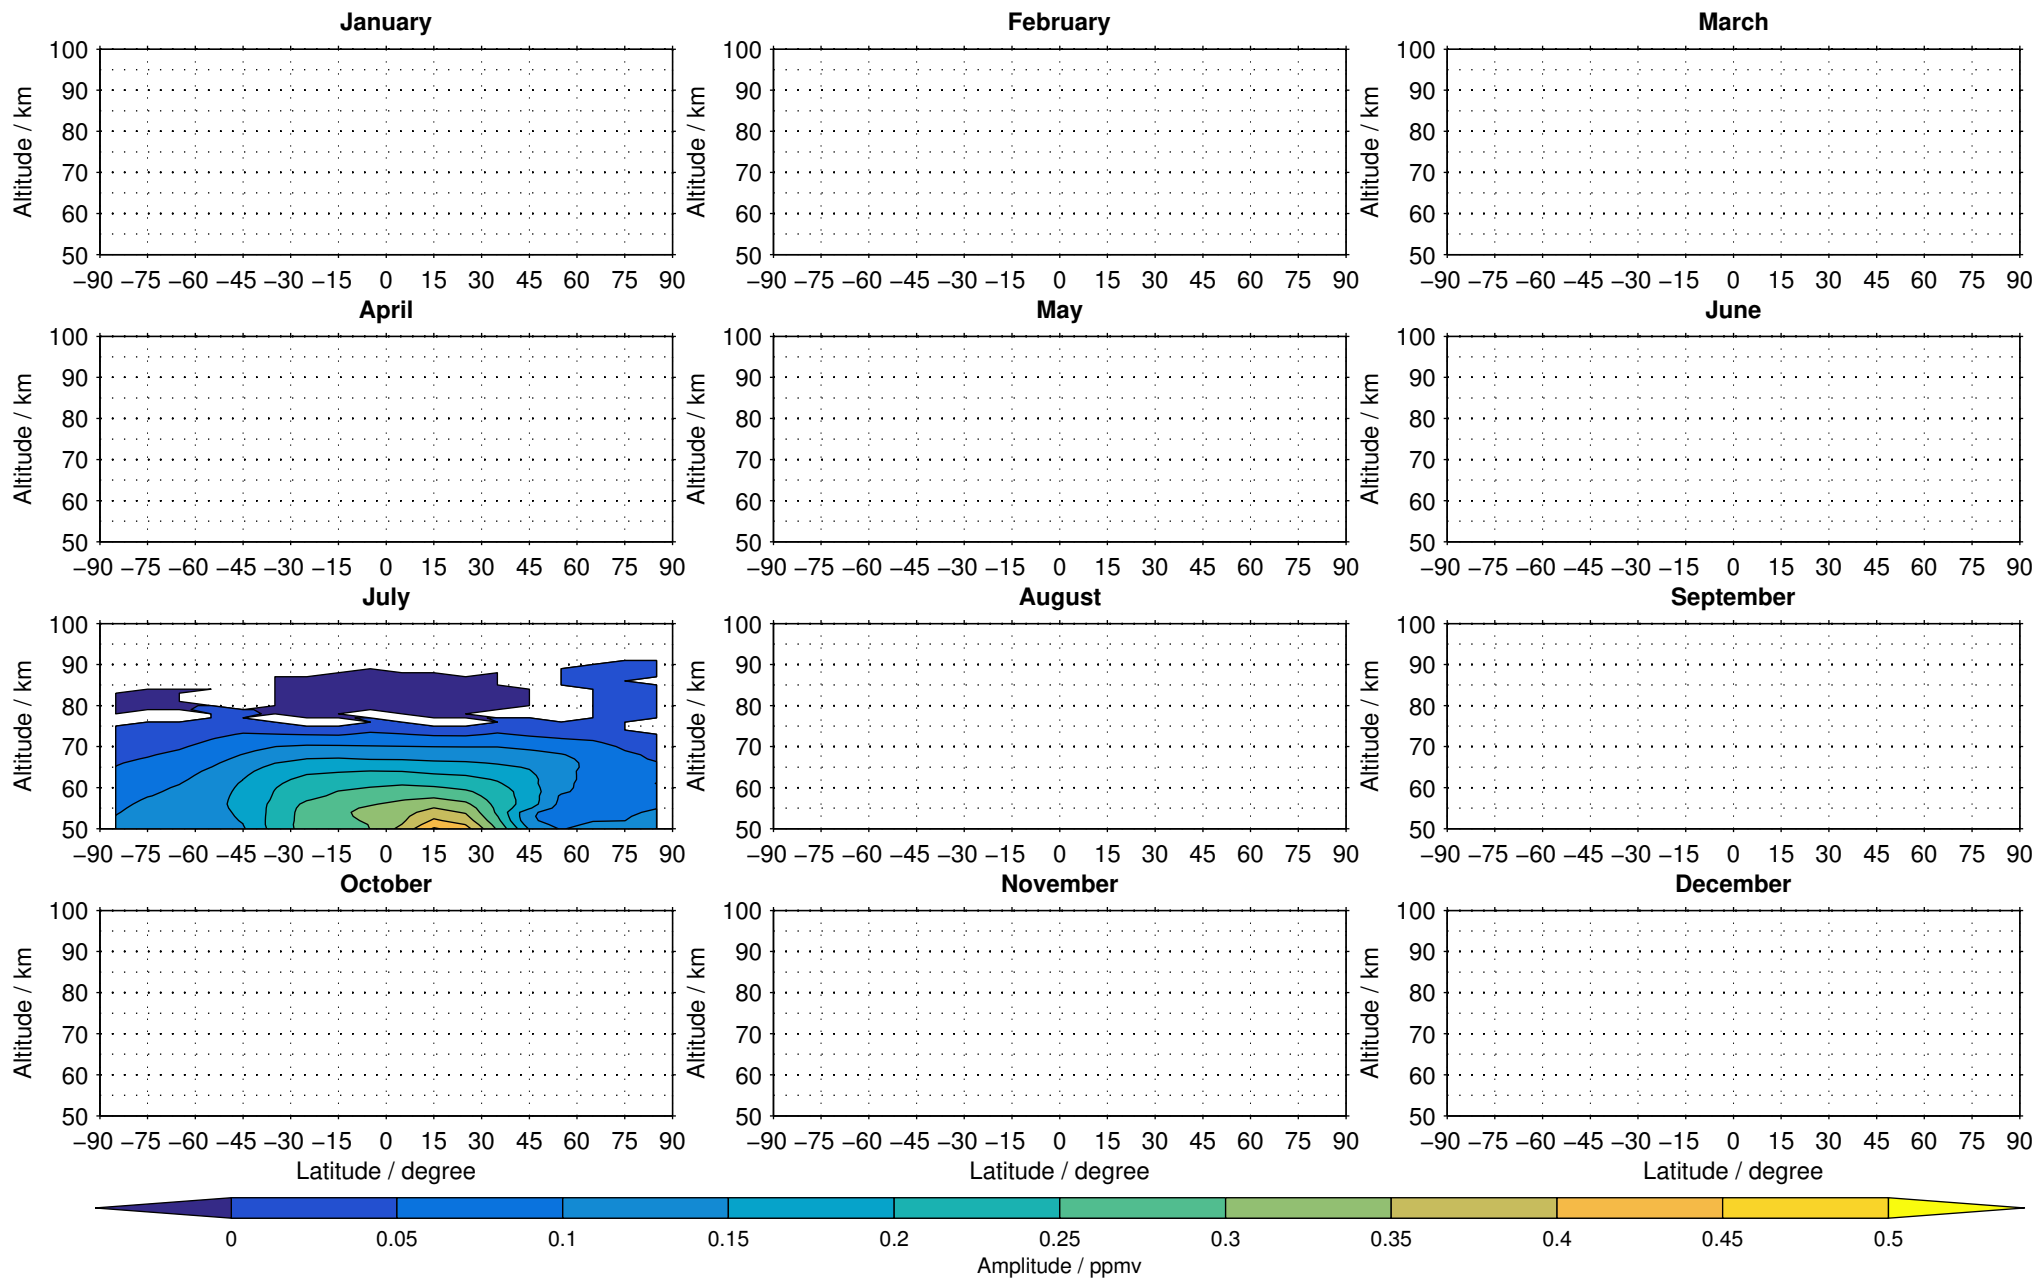 January February March
100 100 100
90 90 90
80 80 80
70 70 70
60 60 60
50 50 50
Altitude / km Altitude / km Altitude / km
−90 −75 −60 −45 −30 −15 0 15 30 45 60 75 90 −90 −75 −60 −45 −30 −15 0 15 30 45 60 75 90 −90 −75 −60 −45 −30 −15 0 15 30 45 60 75 90
April May June
100 100 100
90 90 90
80 80 80
70 70 70
60 60 60
50 50 50
Altitude / km Altitude / km Altitude / km
−90 −75 −60 −45 −30 −15 0 15 30 45 60 75 90 −90 −75 −60 −45 −30 −15 0 15 30 45 60 75 90 −90 −75 −60 −45 −30 −15 0 15 30 45 60 75 90
July August September
100 100 100
90 90 90
80 80 80
70 70 70
60 60 60
50 50 50
Altitude / km Altitude / km Altitude / km
−90 −75 −60 −45 −30 −15 0 15 30 45 60 75 90 −90 −75 −60 −45 −30 −15 0 15 30 45 60 75 90 −90 −75 −60 −45 −30 −15 0 15 30 45 60 75 90
October November December
100 100 100
90 90 90
80 80 80
70 70 70
60 60 60
50 50 50
Altitude / km Altitude / km Altitude / km
−90 −75 −60 −45 −30 −15 0 15 30 45 60 75 90 −90 −75 −60 −45 −30 −15 0 15 30 45 60 75 90 −90 −75 −60 −45 −30 −15 0 15 30 45 60 75 90
Latitude / degree Latitude / degree Latitude / degree
0 0.05 0.1 0.15 0.2 0.25 0.3 0.35 0.4 0.45 0.5
Amplitude / ppmv